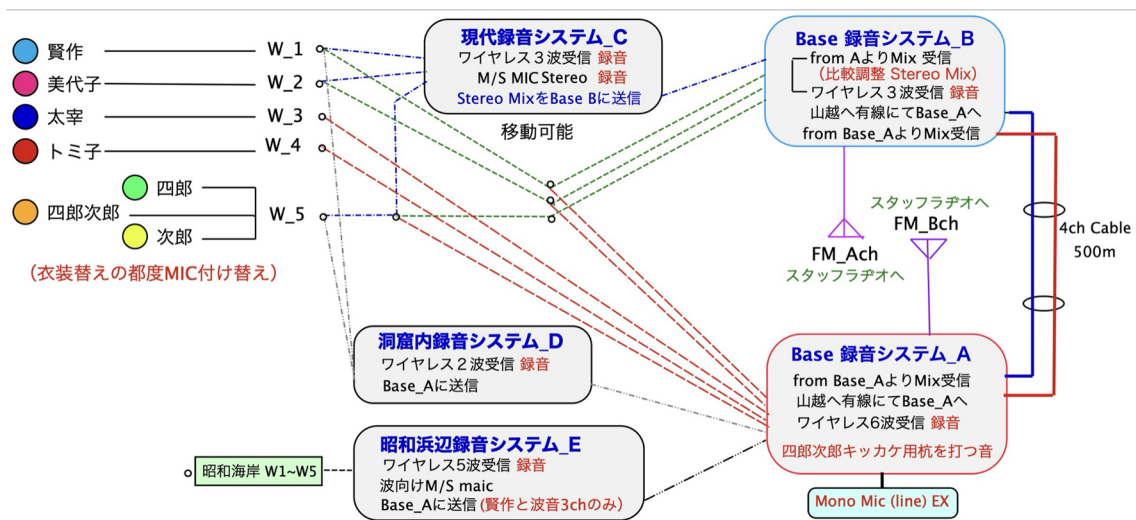 賢作
W_1
美代子
W_2
太宰
W_3
トミ子
W_4
四郎
四郎次郎
W_5
次郎
（衣装替えの都度MIC付け替え）
現代録音システム_C
ワイヤレス３波受信 録音
M/S MIC Stereo 録音
Stereo MixをBase Bに送信
移動可能
Base 録音システム_B
from AよりMix 受信
（比較調整 Stereo Mix）
ワイヤレス３波受信 録音
山越へ有線にてBase_Aへ
from Base_AよりMix受信
スタッフラヂオへ
FM_Bch
FM_Ach
スタッフラヂオへ
4ch Cable
500m
洞窟内録音システム_D
ワイヤレス２波受信 録音
Base_Aに送信
Base 録音システム_A
from Base_AよりMix受信
山越へ有線にてBase_Aへ
ワイヤレス6波受信 録音
四郎次郎キッカケ用杭を打つ音
昭和浜辺録音システム_E
ワイヤレス5波受信 録音
波向けM/S maic
Base_Aに送信(賢作と波音3chのみ)
昭和海岸 W1~W5
Mono Mic (line) EX